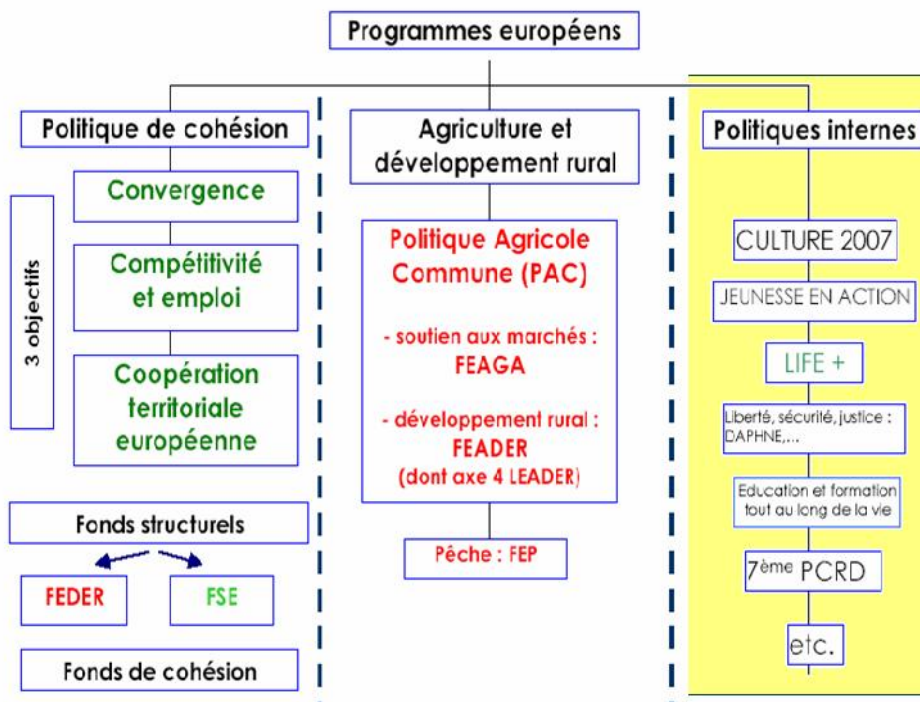 Programmes européens
Politique de cohésion
3 objectifs
Convergence
Compétitivité
et emploi
Coopération
territoriale
européenne
Fonds structurels
FEDER
FSE
Fonds de cohésion
Agriculture et
développement rural
Politique Agricole
Commune (PAC)
- soutien aux marchés :
FEAGA
- développement rural :
FEADER
(dont axe 4 LEADER)
Pêche : FEP
Politiques internes
CULTURE 2007
JEUNESSE EN ACTION
LIFE +
Liberté, sécurité, justice :
DAPHNE,...
Education et formation
tout au long de la vie
7ème PCRD
etc.